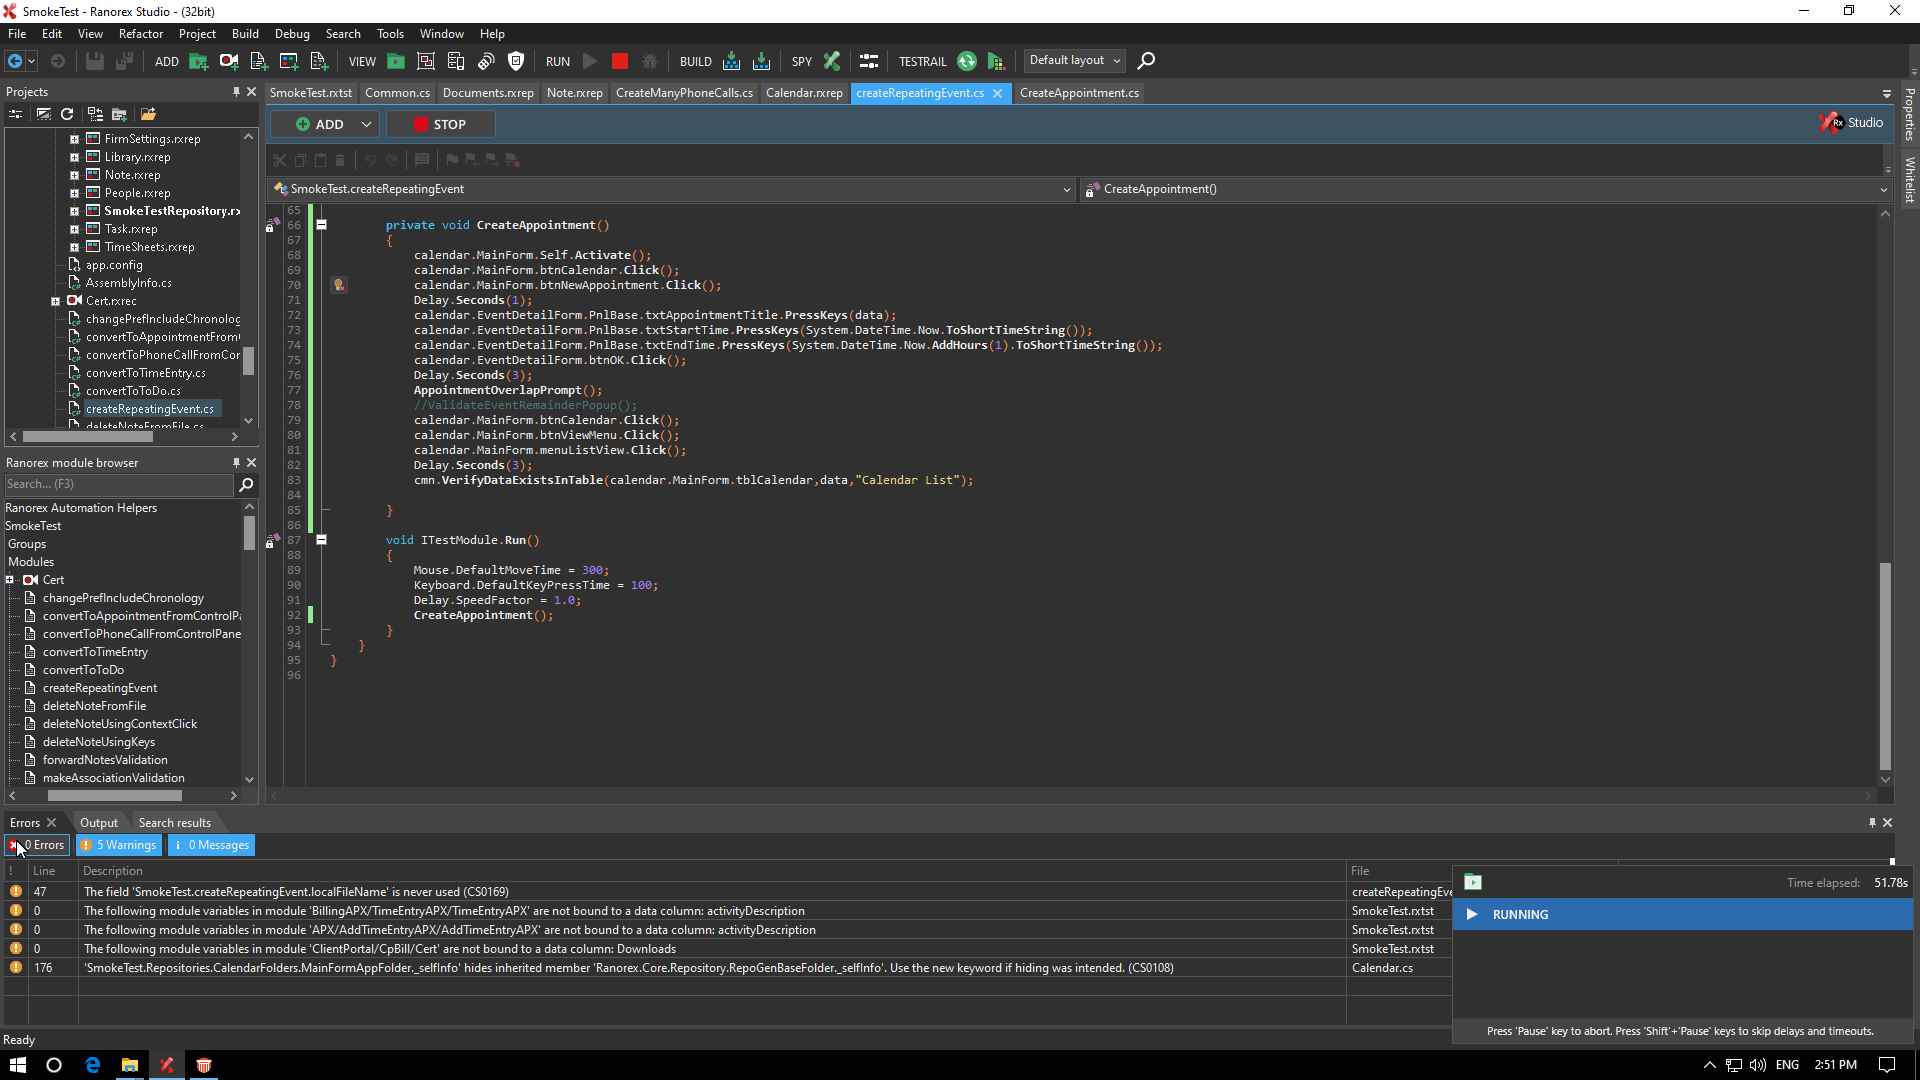 SmokeTest - Ranorex Studio - (32bit)
File Edit View Refactor Project Build Debug Search Tools Window Help
ADD VIEW RUN BUILD SPY TESTRAIL Default layout
Projects
SmokeTest.rxtst Common.cs Documents.rxrep Note.rxrep CreateManyPhoneCalls.cs Calendar.rxrep createRepeatingEvent.cs CreateAppointment.cs
Properties
Whitelist
ADD STOP
Rx Studio
SmokeTest.createRepeatingEvent CreateAppointment()
FirmSettings.rxrep
Library.rxrep
Note.rxrep
People.rxrep
SmokeTestRepository.rx
Task.rxrep
TimeSheets.rxrep
app.config
AssemblyInfo.cs
Cert.rxrec
changePrefIncludeChronolog
convertToAppointmentFrom
convertToPhoneCallFromCor
convertToTimeEntry.cs
convertToToDo.cs
createRepeatingEvent.cs
deleteNoteFromFile.cs
Ranorex module browser
Search... (F3)
Ranorex Automation Helpers
SmokeTest
Groups
Modules
Cert
changePrefIncludeChronology
convertToAppointmentFromControlPa
convertToPhoneCallFromControlPane
convertToTimeEntry
convertToToDo
createRepeatingEvent
deleteNoteFromFile
deleteNoteUsingContextClick
deleteNoteUsingKeys
forwardNotesValidation
makeAssociationValidation
65
66 private void CreateAppointment()
67 {
68 calendar.MainForm.Self.Activate();
69 calendar.MainForm.btnCalendar.Click();
70 calendar.MainForm.btnNewAppointment.Click();
71 Delay.Seconds(1);
72 calendar.EventDetailForm.PnlBase.txtAppointmentTitle.PressKeys(data);
73 calendar.EventDetailForm.PnlBase.txtStartTime.PressKeys(System.DateTime.Now.ToShortTimeString());
74 calendar.EventDetailForm.PnlBase.txtEndTime.PressKeys(System.DateTime.Now.AddHours(1).ToShortTimeString());
75 calendar.EventDetailForm.btnOK.Click();
76 Delay.Seconds(3);
77 AppointmentOverlapPrompt();
78 //ValidateEventRemainderPopup();
79 calendar.MainForm.btnCalendar.Click();
80 calendar.MainForm.btnViewMenu.Click();
81 calendar.MainForm.menuListView.Click();
82 Delay.Seconds(3);
83 cmn.VerifyDataExistsInTable(calendar.MainForm.tblCalendar,data,"Calendar List");
84
85 }
86
87 void ITestModule.Run()
88 {
89 Mouse.DefaultMoveTime = 300;
90 Keyboard.DefaultKeyPressTime = 100;
91 Delay.SpeedFactor = 1.0;
92 CreateAppointment();
93 }
94 }
95 }
96
Errors Output Search results
0 Errors 5 Warnings 0 Messages
! Line Description File
47 The field 'SmokeTest.createRepeatingEvent.localFileName' is never used (CS0169) createRepeatingEve
0 The following module variables in module 'BillingAPX/TimeEntryAPX/TimeEntryAPX' are not bound to a data column: activityDescription SmokeTest.rxtst
0 The following module variables in module 'APX/AddTimeEntryAPX/AddTimeEntryAPX' are not bound to a data column: activityDescription SmokeTest.rxtst
0 The following module variables in module 'ClientPortal/CpBill/Cert' are not bound to a data column: Downloads SmokeTest.rxtst
176 'SmokeTest.Repositories.CalendarFolders.MainFormAppFolder._selfInfo' hides inherited member 'Ranorex.Core.Repository.RepoGenBaseFolder._selfInfo'. Use the new keyword if hiding was intended. (CS0108) Calendar.cs
Time elapsed: 51.78s
RUNNING
Press 'Pause' key to abort. Press 'Shift'+'Pause' keys to skip delays and timeouts.
Ready
ENG 2:51 PM